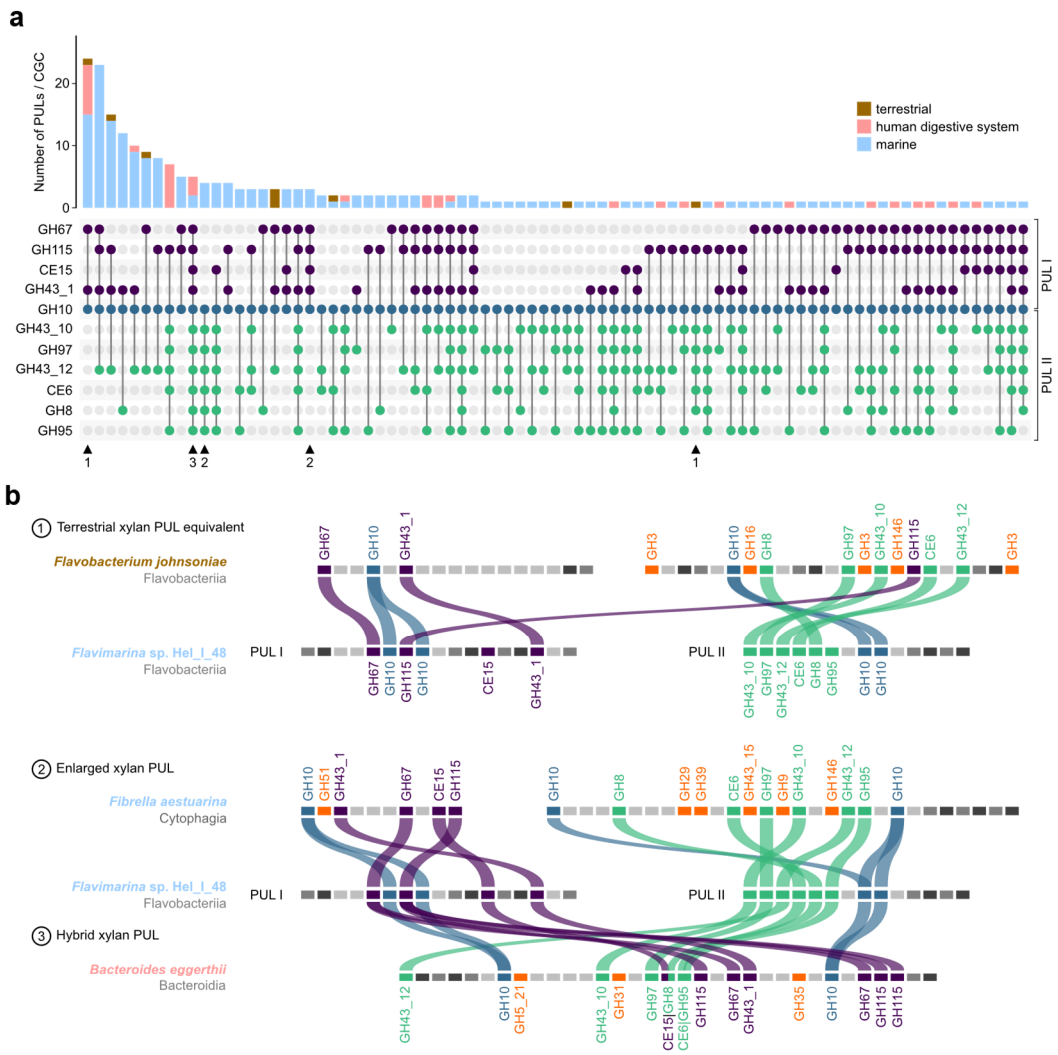 a
Number of PULs / CGC
20
10
0
terrestrial
human digestive system
marine
GH67
GH115
CE15
GH43_1
GH10
GH43_10
GH97
GH43_12
CE6
GH8
GH95
PUL I
PUL II
1 3 2 2 1
b
1 Terrestrial xylan PUL equivalent
Flavobacterium johnsoniae
Flavobacteriia
GH67 GH10 GH43_1 GH3 GH10 GH16 GH8 GH97 GH3 GH43_10 GH146 GH115 CE6 GH43_12 GH3
Flavimarina sp. Hel_I_48
Flavobacteriia
PUL I
PUL II
GH67 GH10 GH115 GH10 CE15 GH43_1 GH43_10 GH97 GH43_12 CE6 GH8 GH95 GH10 GH10
2 Enlarged xylan PUL
Fibrella aestuarina
Cytophagia
GH10 GH51 GH43_1 GH67 CE15 GH115 GH10 GH8 GH29 GH39 CE6 GH43_15 GH97 GH9 GH43_10 GH146 GH43_12 GH95 GH10
Flavimarina sp. Hel_I_48
Flavobacteriia
PUL I
PUL II
3 Hybrid xylan PUL
Bacteroides eggerthii
Bacteroidia
GH43_12 GH10 GH5_21 GH43_10 GH31 GH97 CE15|GH8 CE6|GH95 GH115 GH67 GH43_1 GH35 GH10 GH67 GH115 GH115